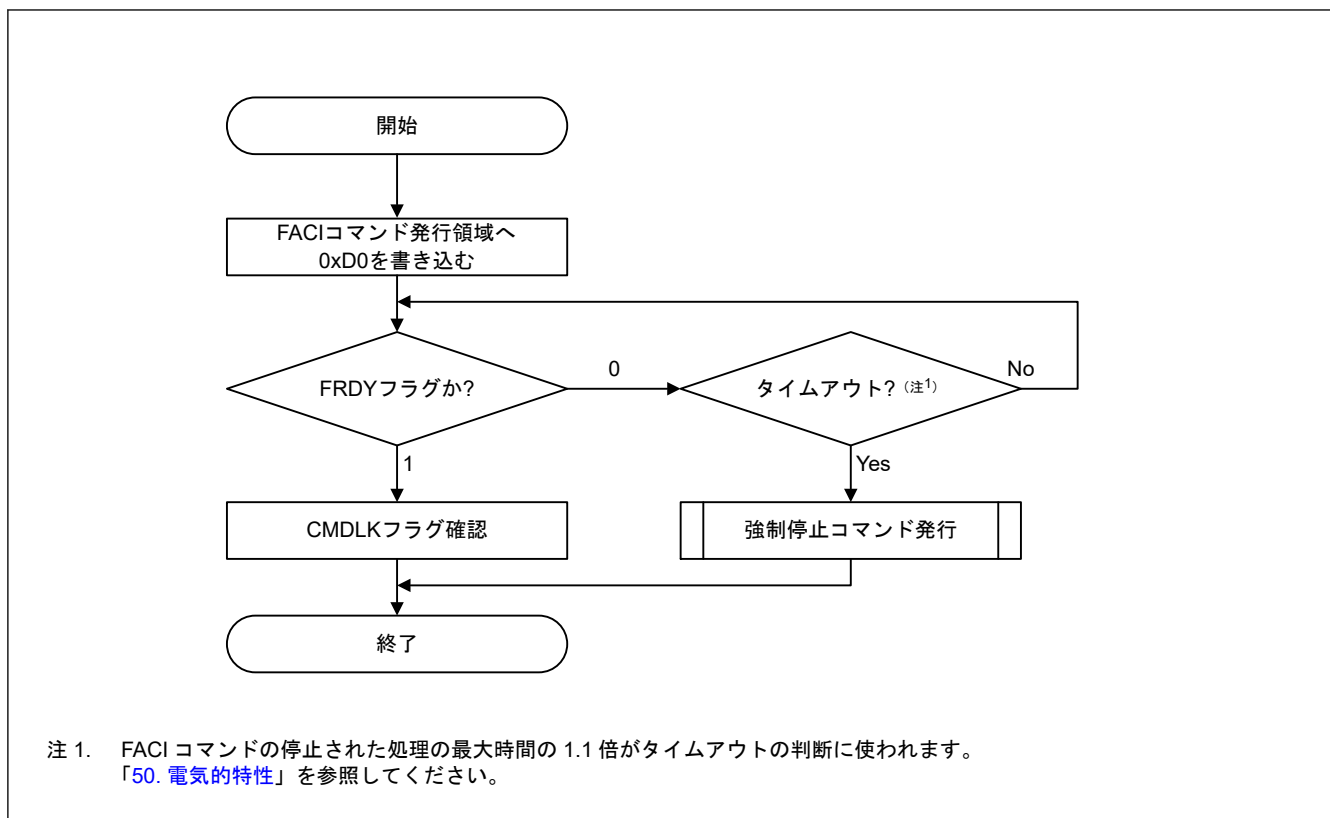 開始
FACIコマンド発行領域へ
0xD0を書き込む
FRDYフラグか?
0
タイムアウト?（注1）
No
1
Yes
CMDLKフラグ確認
強制停止コマンド発行
終了
注 1. FACI コマンドの停止された処理の最大時間の 1.1 倍がタイムアウトの判断に使われます。
「50. 電気的特性」を参照してください。